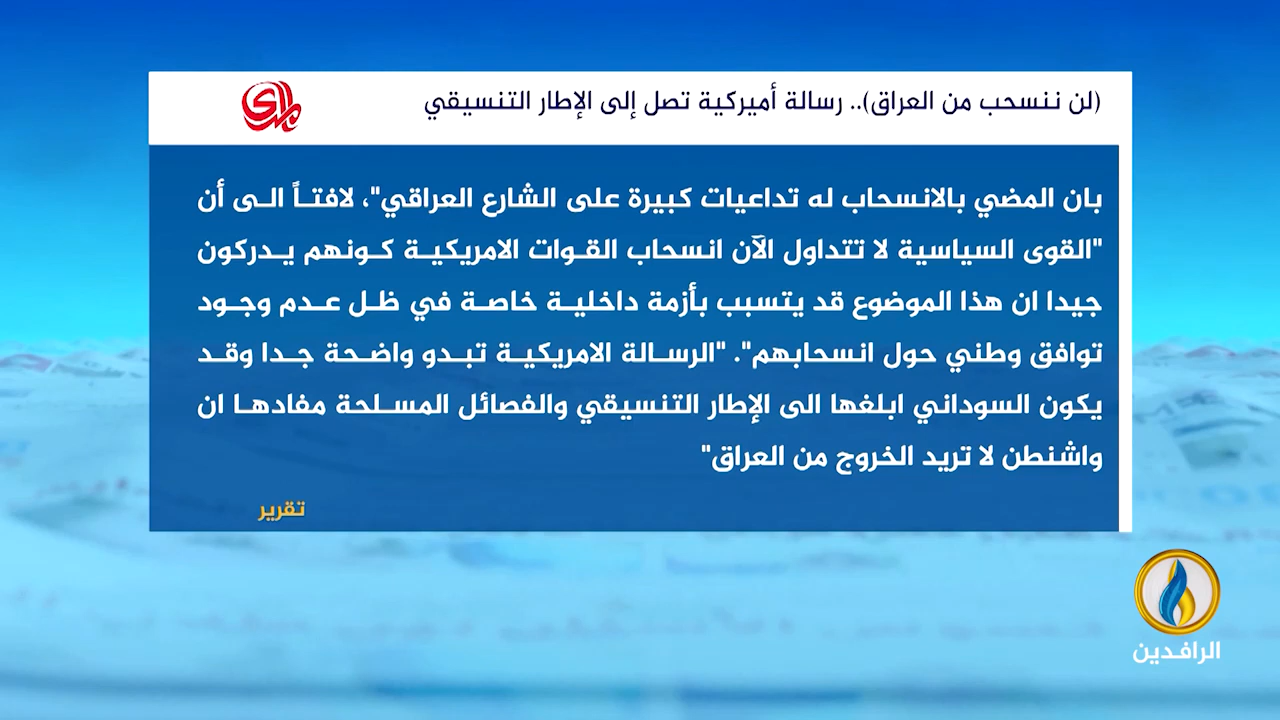 (لن ننسحب من العراق).. رسالة أميركية تصل إلى الإطار التنسيقي
المدى
بان المضي بالانسحاب له تداعيات كبيرة على الشارع العراقي"، لافتاً الى أن
"القوى السياسية لا تتداول الآن انسحاب القوات الامريكية كونهم يدركون
جيدا ان هذا الموضوع قد يتسبب بأزمة داخلية خاصة في ظل عدم وجود
توافق وطني حول انسحابهم". "الرسالة الامريكية تبدو واضحة جدا وقد
يكون السوداني ابلغها الى الإطار التنسيقي والفصائل المسلحة مفادها ان
واشنطن لا تريد الخروج من العراق"
تقرير
الرافدين